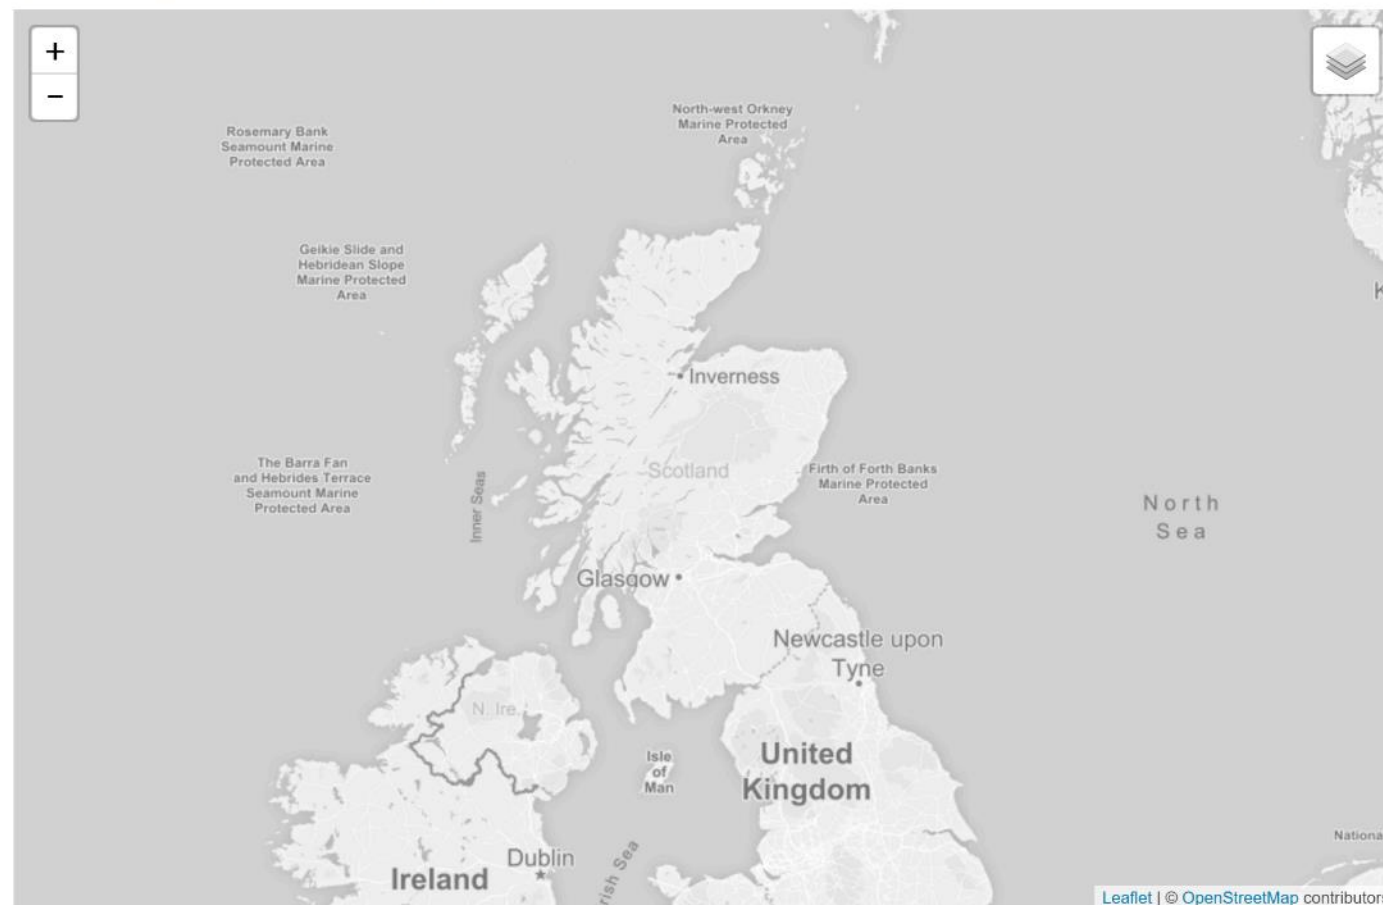 +
−
North-west Orkney
Marine Protected
Area
Rosemary Bank
Seamount Marine
Protected Area
Geikie Slide and
Hebridean Slope
Marine Protected
Area
K
Inverness
The Barra Fan
and Hebrides Terrace
Seamount Marine
Protected Area
Inner Seas
Scotland
Firth of Forth Banks
Marine Protected
Area
North
Sea
Glasgow
Newcastle upon
Tyne
N. Ire.
Isle
of
Man
United
Kingdom
Nationa
Dublin
Ireland
rish Sea
Leaflet | © OpenStreetMap contributors